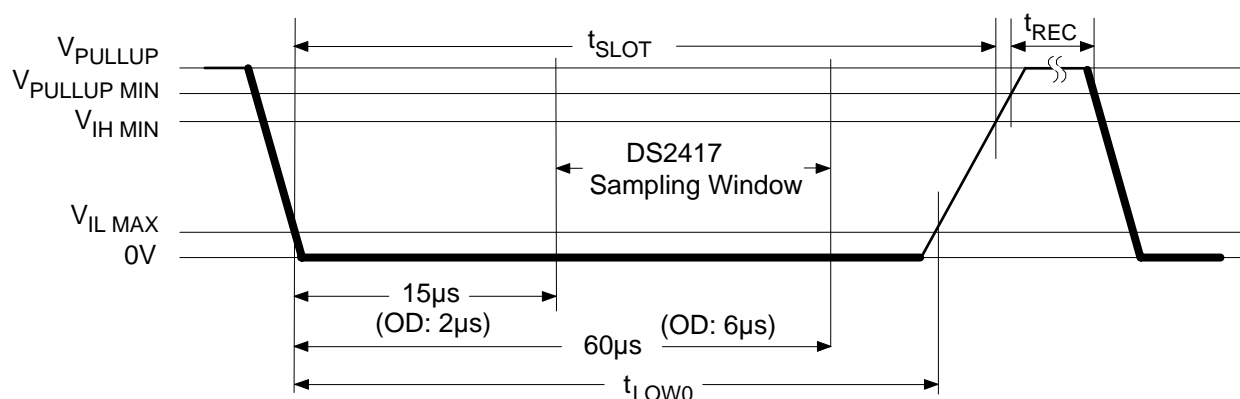 tSLOT
tREC
VPULLUP
VPULLUP MIN
VIH MIN
DS2417
Sampling Window
VIL MAX
0V
15µs
(OD: 2µs)
(OD: 6µs)
60µs
tLOW0